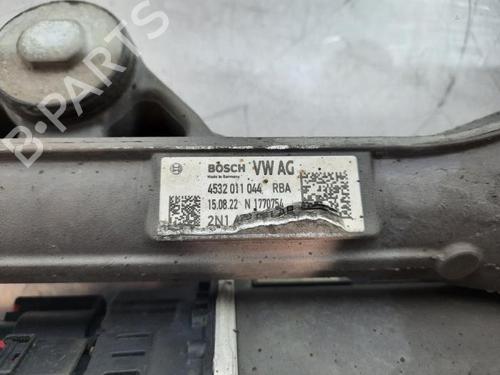 B-PARTS
BOSCH VW AG
Made in Germany
4532 011 044 RBA
15.08.22 N 1770754
2N1